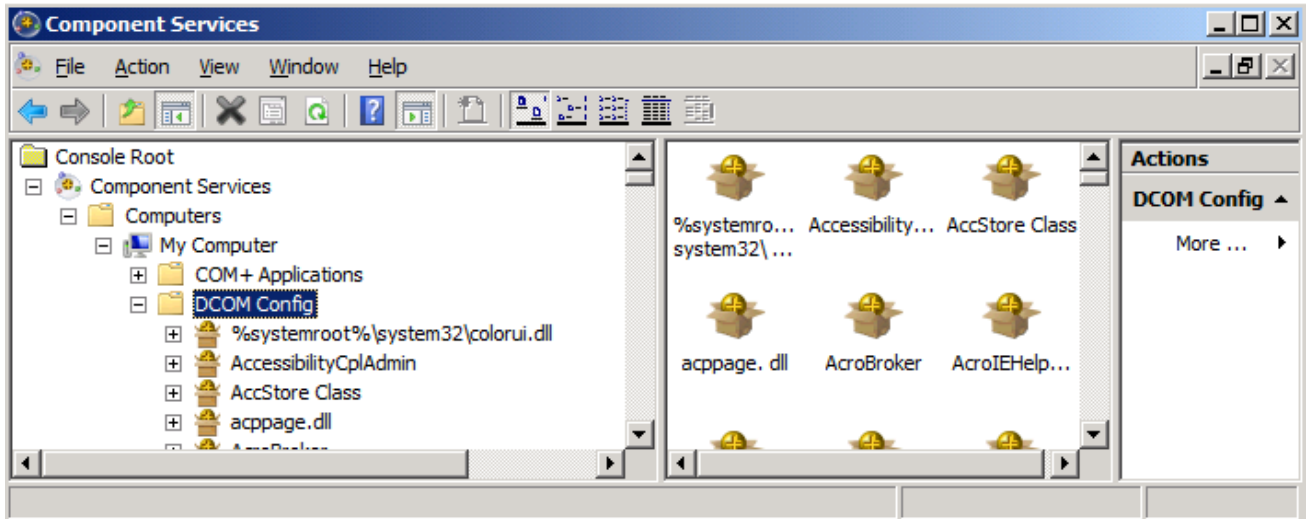 Component Services
File Action View Window Help
Console Root
Component Services
Computers
My Computer
COM+ Applications
DCOM Config
%systemroot%\system32\colorui.dll
AccessibilityCplAdmin
AccStore Class
acppage.dll
AcroBroker
%systemro... Accessibility... AccStore Class
system32\ ...
acppage. dll AcroBroker AcroIEHelp...
Actions
DCOM Config
More ...